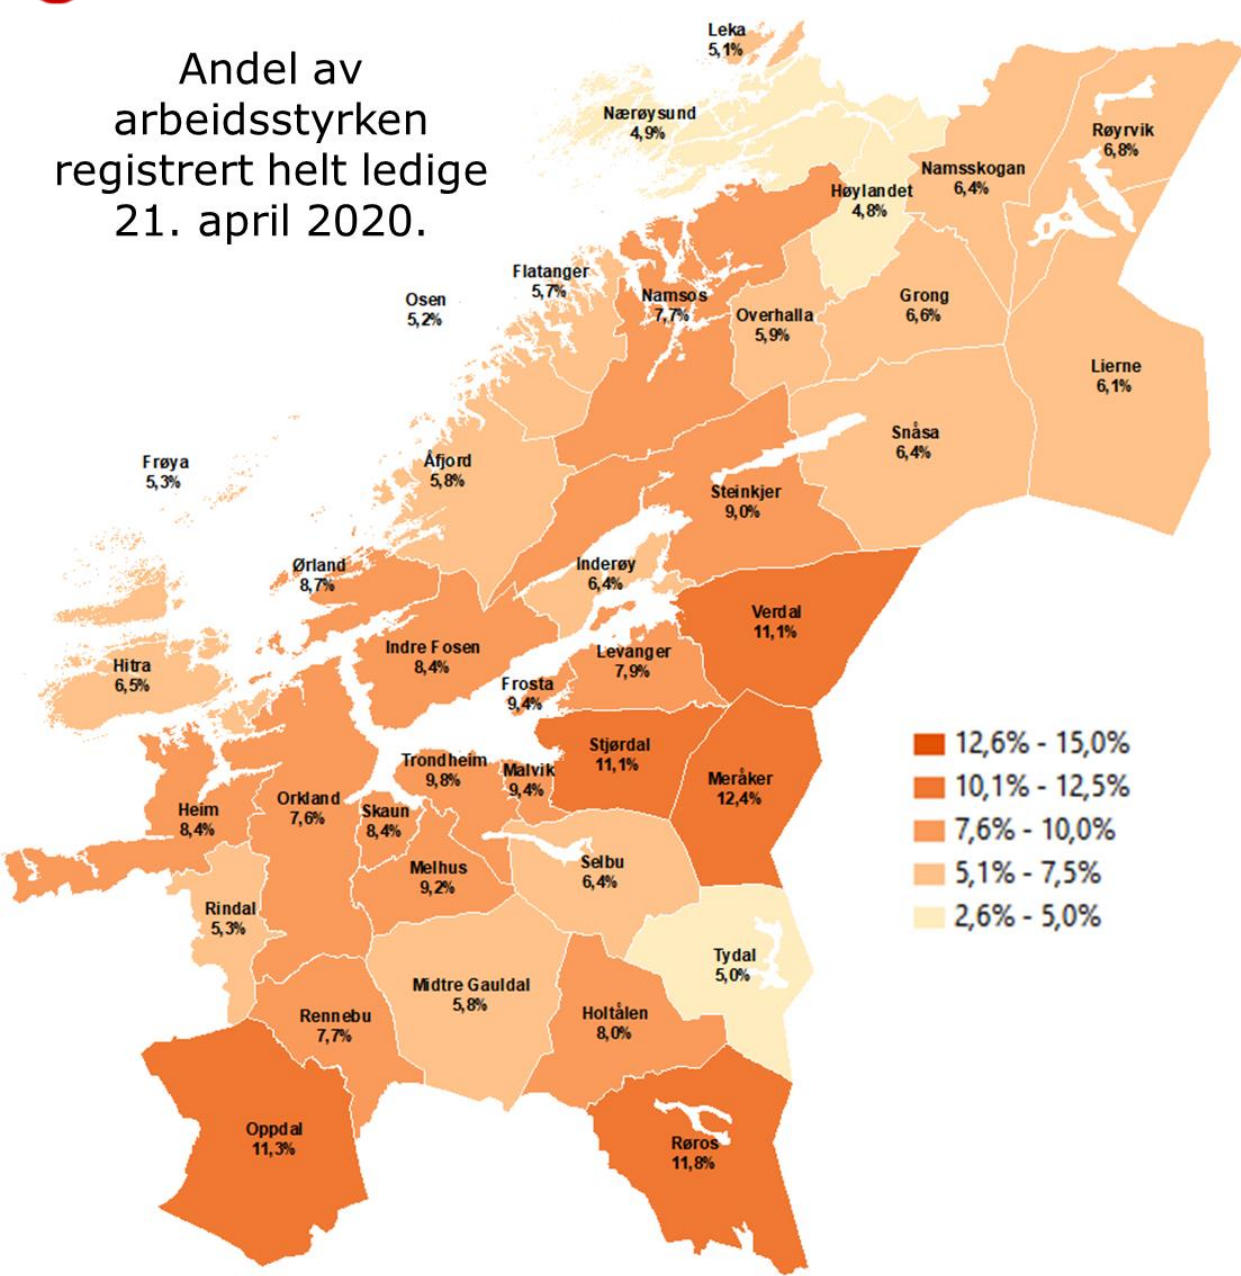 Andel av
arbeidsstyrken
registrert helt ledige
21. april 2020.
Leka
5,1%
Nærøysund
4,9%
Røyrvik
6,8%
Namsskogan
6,4%
Høylandet
4,8%
Flatanger
5,7%
Osen
5,2%
Namsos
7,7%
Overhalla
5,9%
Grong
6,6%
Lierne
6,1%
Snåsa
6,4%
Frøya
5,3%
Åfjord
5,8%
Steinkjer
9,0%
Ørland
8,7%
Inderøy
6,4%
Verdal
11,1%
Indre Fosen
8,4%
Levanger
7,9%
Hitra
6,5%
Frosta
9,4%
Stjørdal
11,1%
Meråker
12,4%
Trondheim
9,8%
Malvik
9,4%
Orkland
7,6%
Heim
8,4%
Skaun
8,4%
Melhus
9,2%
Selbu
6,4%
Rindal
5,3%
Tydal
5,0%
Midtre Gauldal
5,8%
Holtålen
8,0%
Rennebu
7,7%
Oppdal
11,3%
Røros
11,8%
12,6% - 15,0%
10,1% - 12,5%
7,6% - 10,0%
5,1% - 7,5%
2,6% - 5,0%